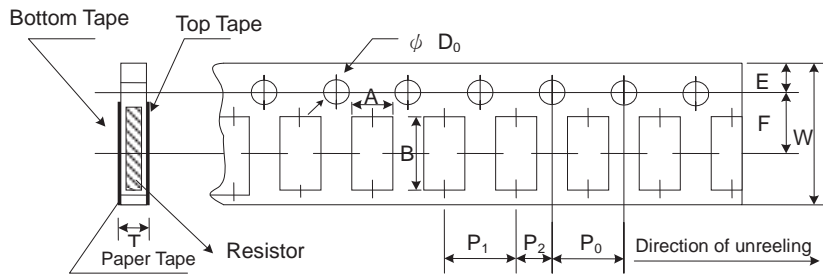 Bottom Tape
Top Tape
ϕ D0
A
B
E
F
W
T
Paper Tape
Resistor
P1
P2
P0
Direction of unreeling